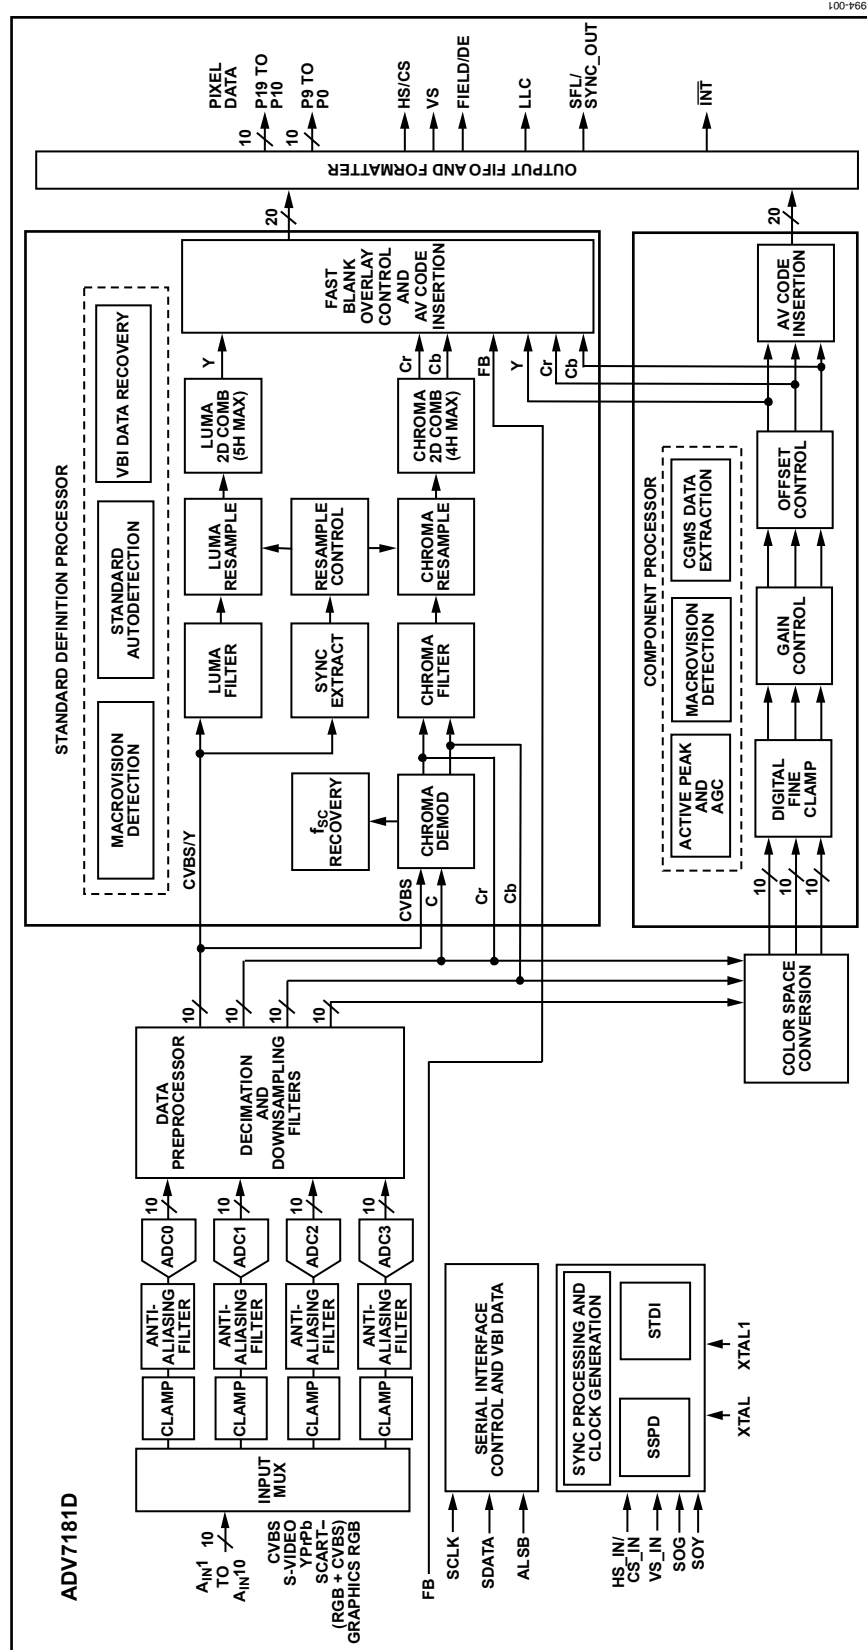 ADV7181D
AIN1
TO
AIN10
10
CVBS
S-VIDEO
YPrPb
SCART–
(RGB + CVBS)
GRAPHICS RGB
INPUT
MUX
CLAMP
ANTI-
ALIASING
FILTER
ADC0
10
CLAMP
ANTI-
ALIASING
FILTER
ADC1
10
CLAMP
ANTI-
ALIASING
FILTER
ADC2
10
CLAMP
ANTI-
ALIASING
FILTER
ADC3
10
DATA
PREPROCESSOR
DECIMATION
AND
DOWNSAMPLING
FILTERS
10
10
10
10
FB
SCLK
SDATA
ALSB
SERIAL INTERFACE
CONTROL AND VBI DATA
HS_IN/
CS_IN
VS_IN
SOG
SOY
SYNC PROCESSING AND
CLOCK GENERATION
SSPD
STDI
XTAL
XTAL1
COLOR SPACE
CONVERSION
STANDARD DEFINITION PROCESSOR
MACROVISION
DETECTION
STANDARD
AUTODETECTION
VBI DATA RECOVERY
CVBS/Y
LUMA
FILTER
LUMA
RESAMPLE
LUMA
2D COMB
(5H MAX)
Y
SYNC
EXTRACT
RESAMPLE
CONTROL
fSC
RECOVERY
CVBS
C
Cr
Cb
CHROMA
DEMOD
CHROMA
FILTER
CHROMA
RESAMPLE
CHROMA
2D COMB
(4H MAX)
Cr
Cb
FB
Y
Cr
Cb
FAST
BLANK
OVERLAY
CONTROL
AND
AV CODE
INSERTION
20
COMPONENT PROCESSOR
ACTIVE PEAK
AND
AGC
MACROVISION
DETECTION
CGMS DATA
EXTRACTION
10
10
10
DIGITAL
FINE
CLAMP
GAIN
CONTROL
OFFSET
CONTROL
AV CODE
INSERTION
20
OUTPUT FIFO AND FORMATTER
PIXEL
DATA
10
P19 TO
P10
10
P9 TO
P0
HS/CS
VS
FIELD/DE
LLC
SFL/
SYNC_OUT
INT